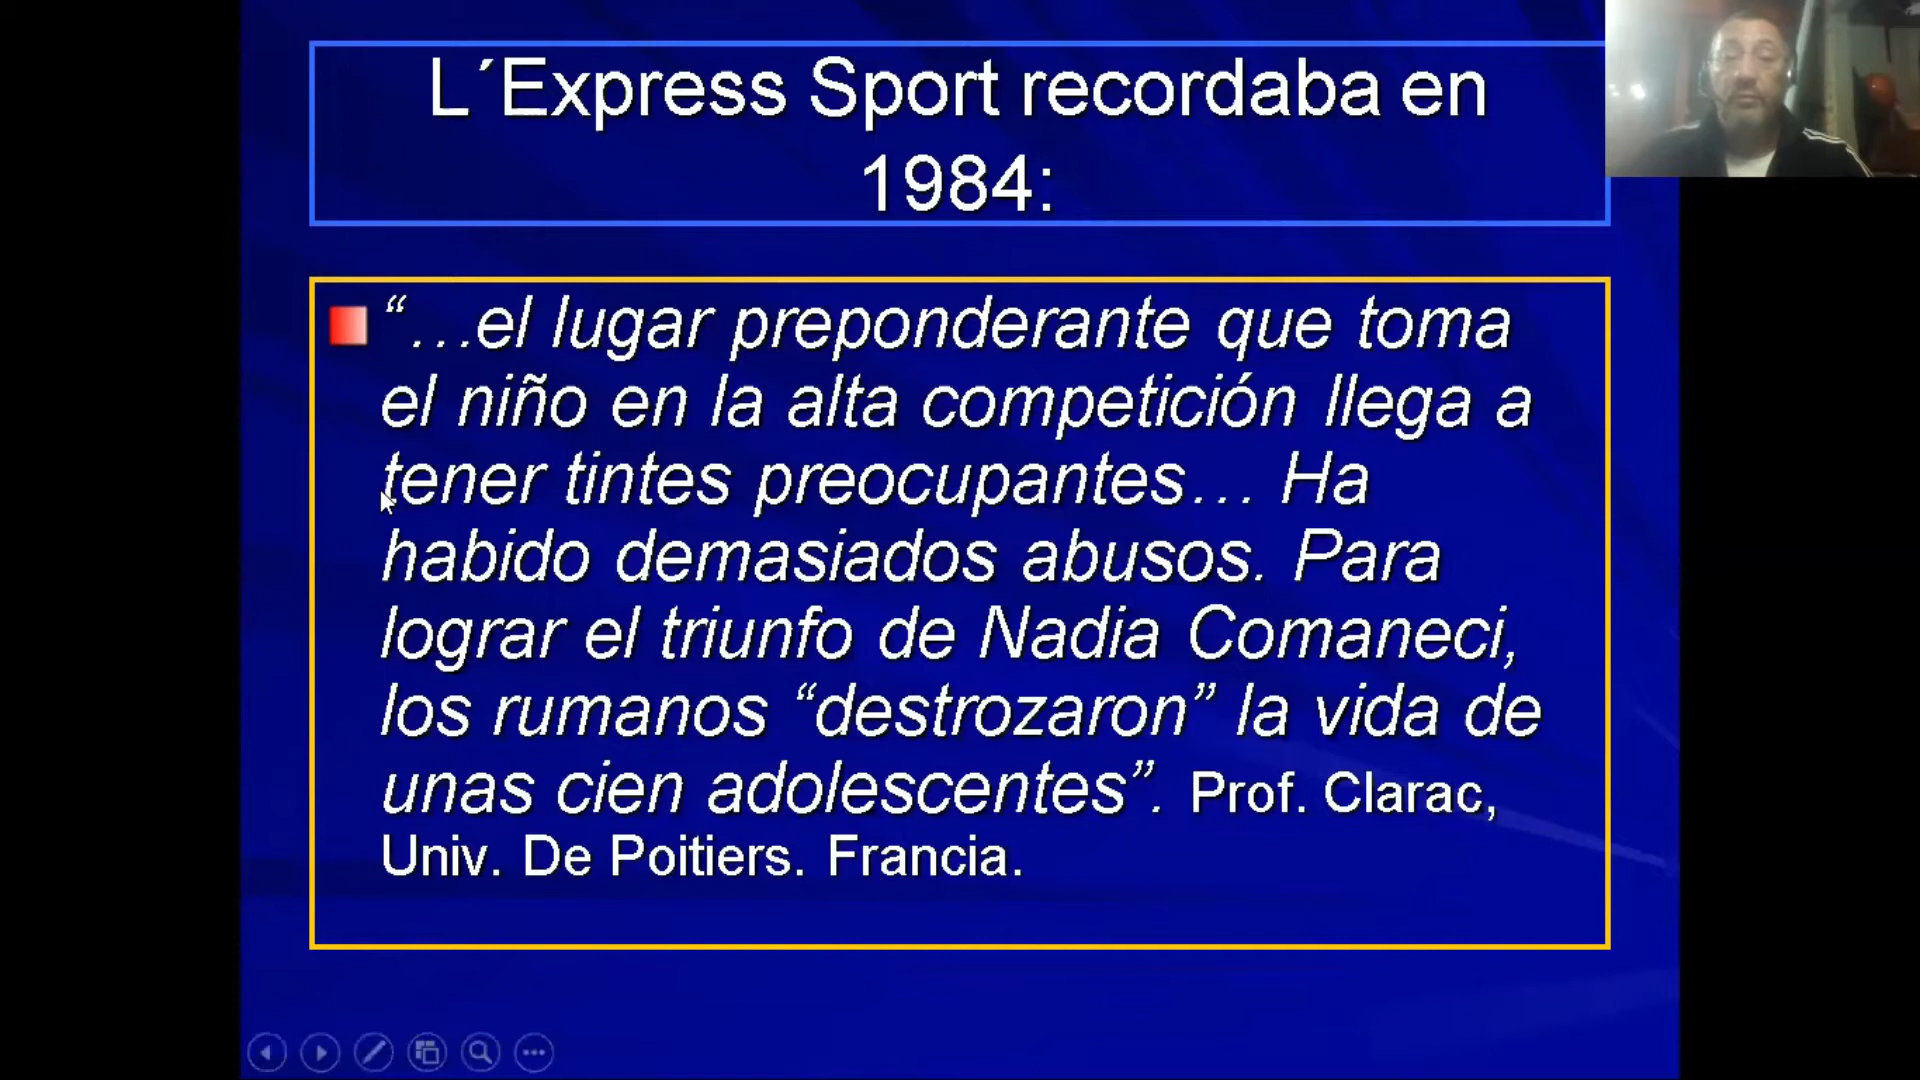 L´Express Sport recordaba en
1984:
“…el lugar preponderante que toma
el niño en la alta competición llega a
tener tintes preocupantes… Ha
habido demasiados abusos. Para
lograr el triunfo de Nadia Comaneci,
los rumanos “destrozaron” la vida de
unas cien adolescentes”. Prof. Clarac,
Univ. De Poitiers. Francia.